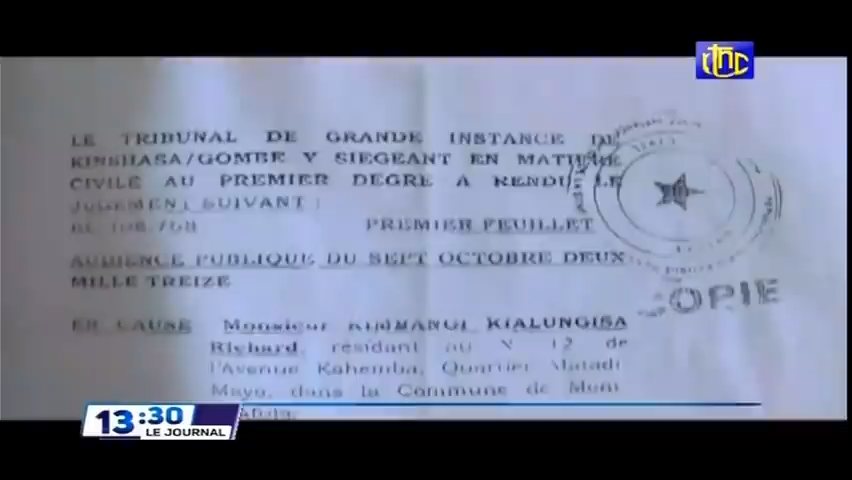 LE TRIBUNAL DE GRANDE INSTANCE DE
KINSHASA/GOMBE Y SIEGEANT EN MATIERE
CIVILE AU PREMIER DEGRE A RENDU LE
JUGEMENT SUIVANT :
PREMIER FEUILLET
AUDIENCE PUBLIQUE DU SEPT OCTOBRE DEUX
MILLE TREIZE
COPIE
EN CAUSE Monsieur KIALUNGISA
Richard, résidant au N° 12 de
l'Avenue Kahemba, Quartier Matadi
Mayo, dans la Commune de Mont
13:30
LE JOURNAL